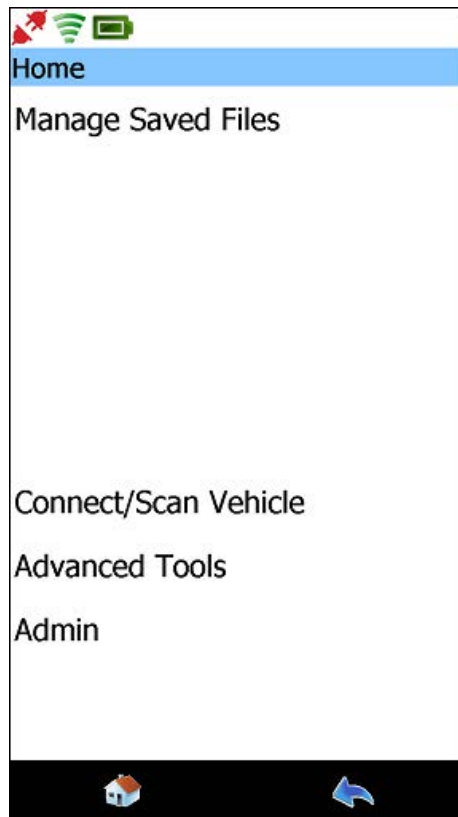 Home
Manage Saved Files
Connect/Scan Vehicle
Advanced Tools
Admin